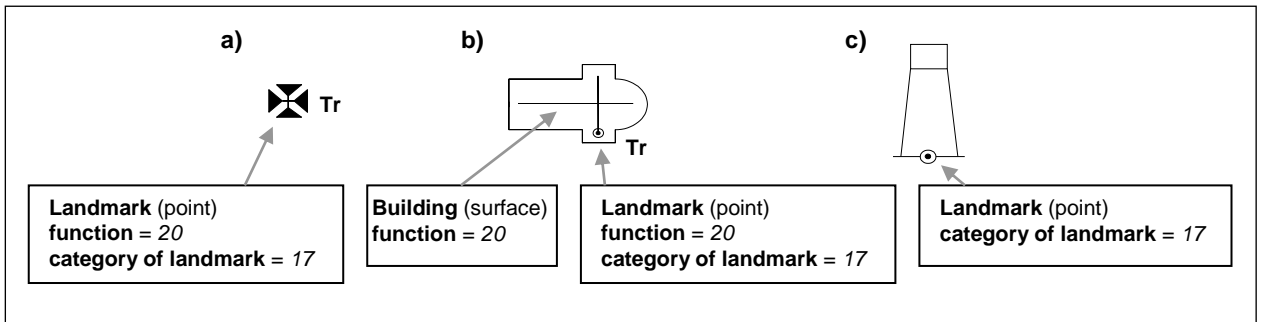 a)
Tr
Landmark (point)
function = 20
category of landmark = 17
b)
Tr
Building (surface)
function = 20
Landmark (point)
function = 20
category of landmark = 17
c)
Landmark (point)
category of landmark = 17